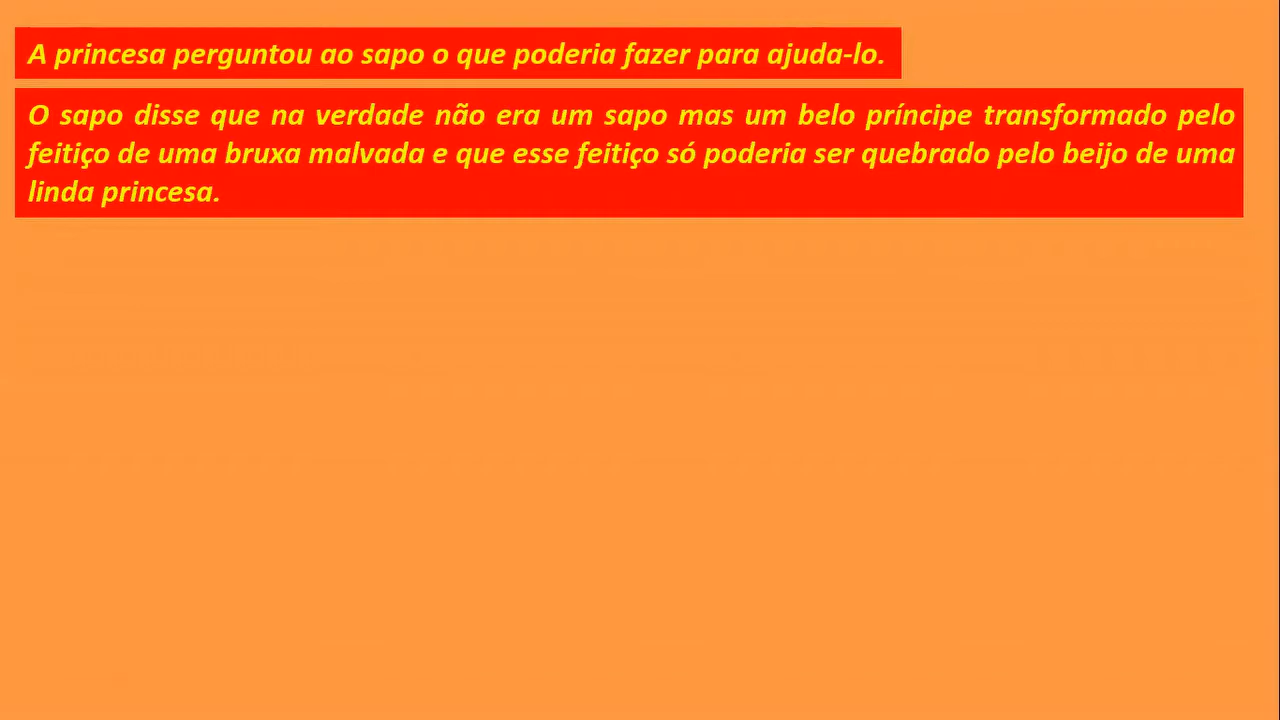 A princesa perguntou ao sapo o que poderia fazer para ajuda-lo.
O sapo disse que na verdade não era um sapo mas um belo príncipe transformado pelo
feitiço de uma bruxa malvada e que esse feitiço só poderia ser quebrado pelo beijo de uma
linda princesa.